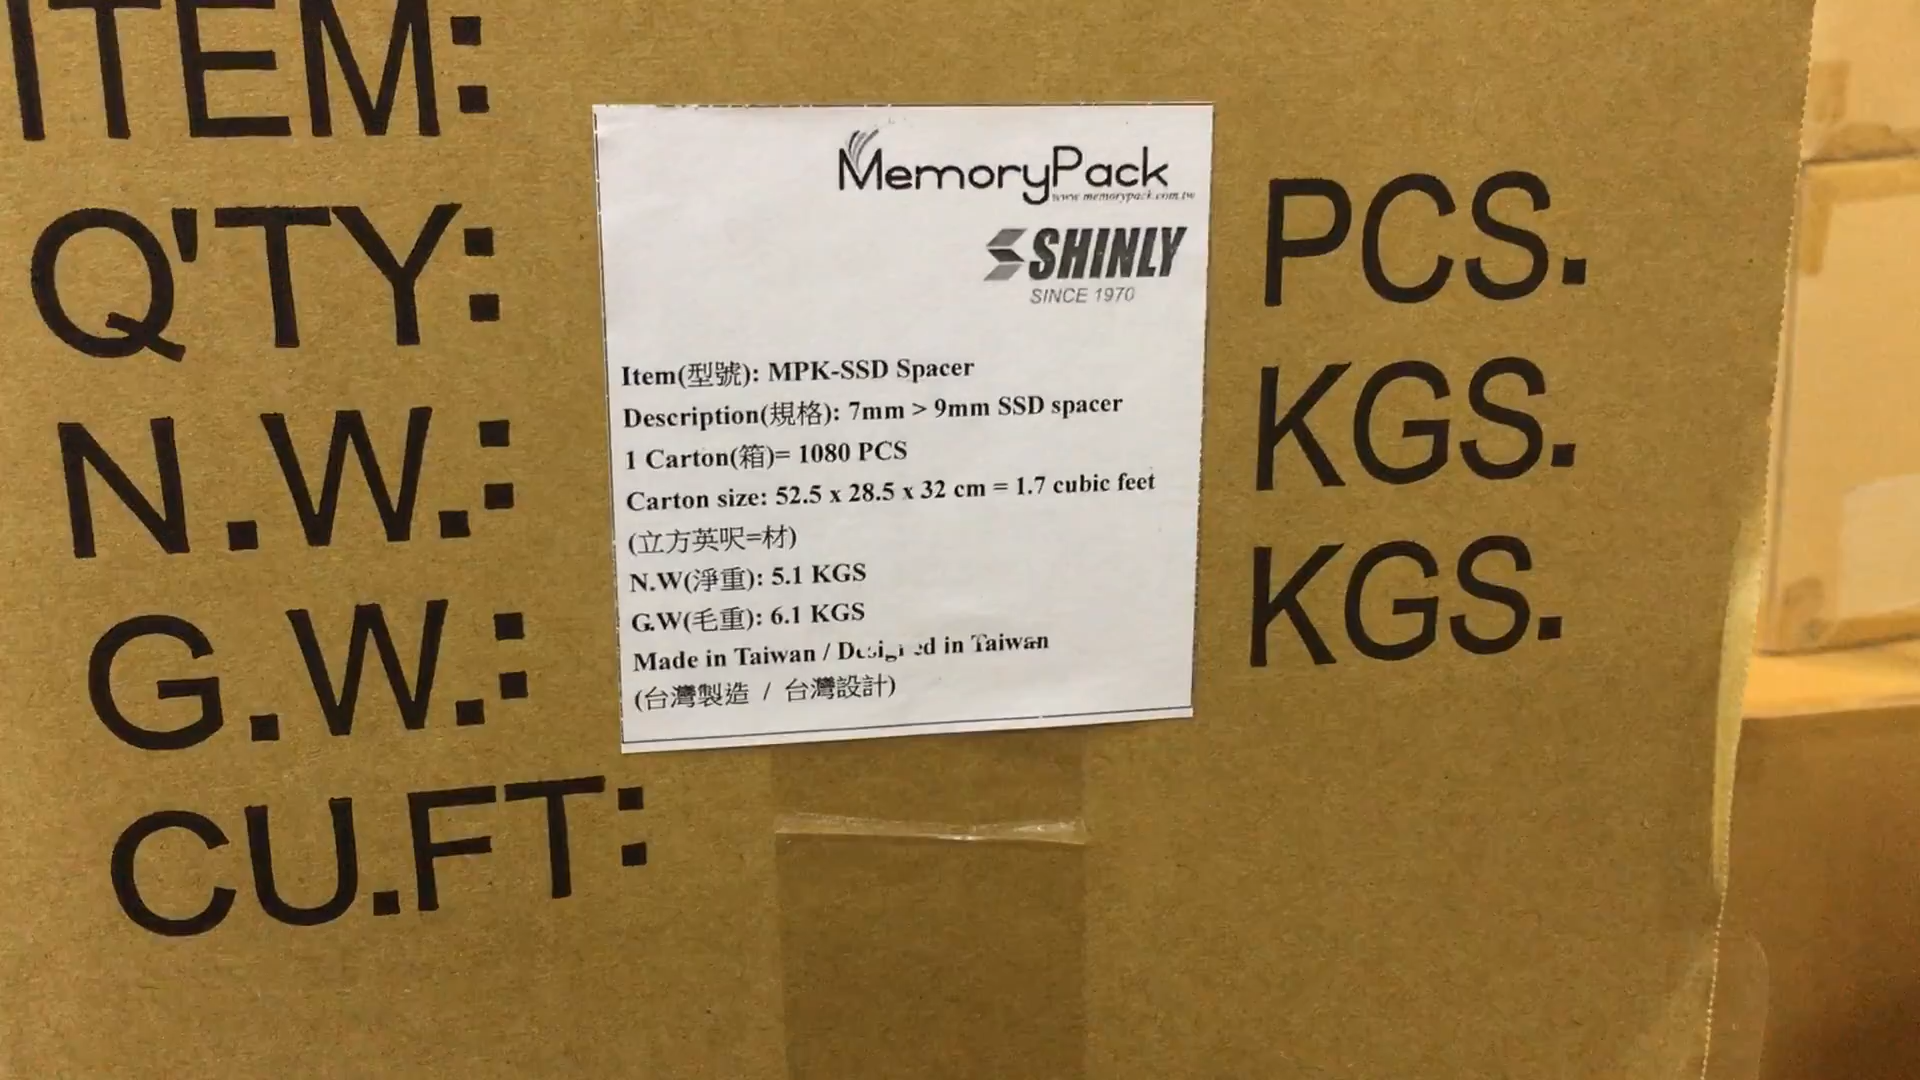 ITEM:
Q'TY:
PCS.
N.W.:
KGS.
G.W.:
KGS.
CU.FT:
MemoryPack
www.memorypack.com.tw
SHINLY
SINCE 1970
Item(型號): MPK-SSD Spacer
Description(規格): 7mm > 9mm SSD spacer
1 Carton(箱)= 1080 PCS
Carton size: 52.5 x 28.5 x 32 cm = 1.7 cubic feet
(立方英呎=材)
N.W(淨重): 5.1 KGS
G.W(毛重): 6.1 KGS
Made in Taiwan / Designed in Taiwan
(台灣製造 / 台灣設計)